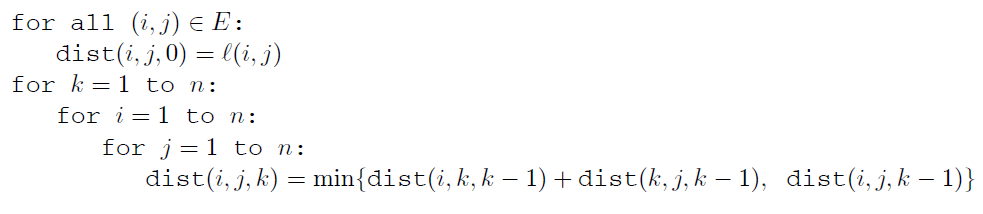 for all (i, j) ∈ E:
dist(i, j, 0) = ℓ(i, j)
for k = 1 to n:
for i = 1 to n:
for j = 1 to n:
dist(i, j, k) = min{dist(i, k, k − 1) + dist(k, j, k − 1), dist(i, j, k − 1)}